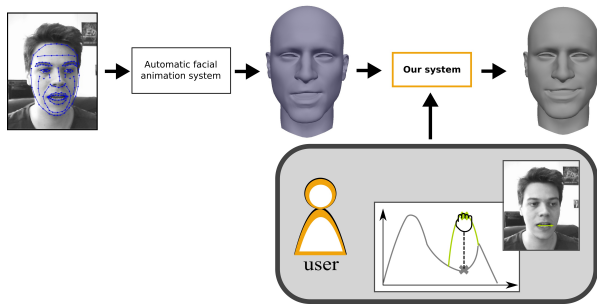 Automatic facial
animation system
Our system
user